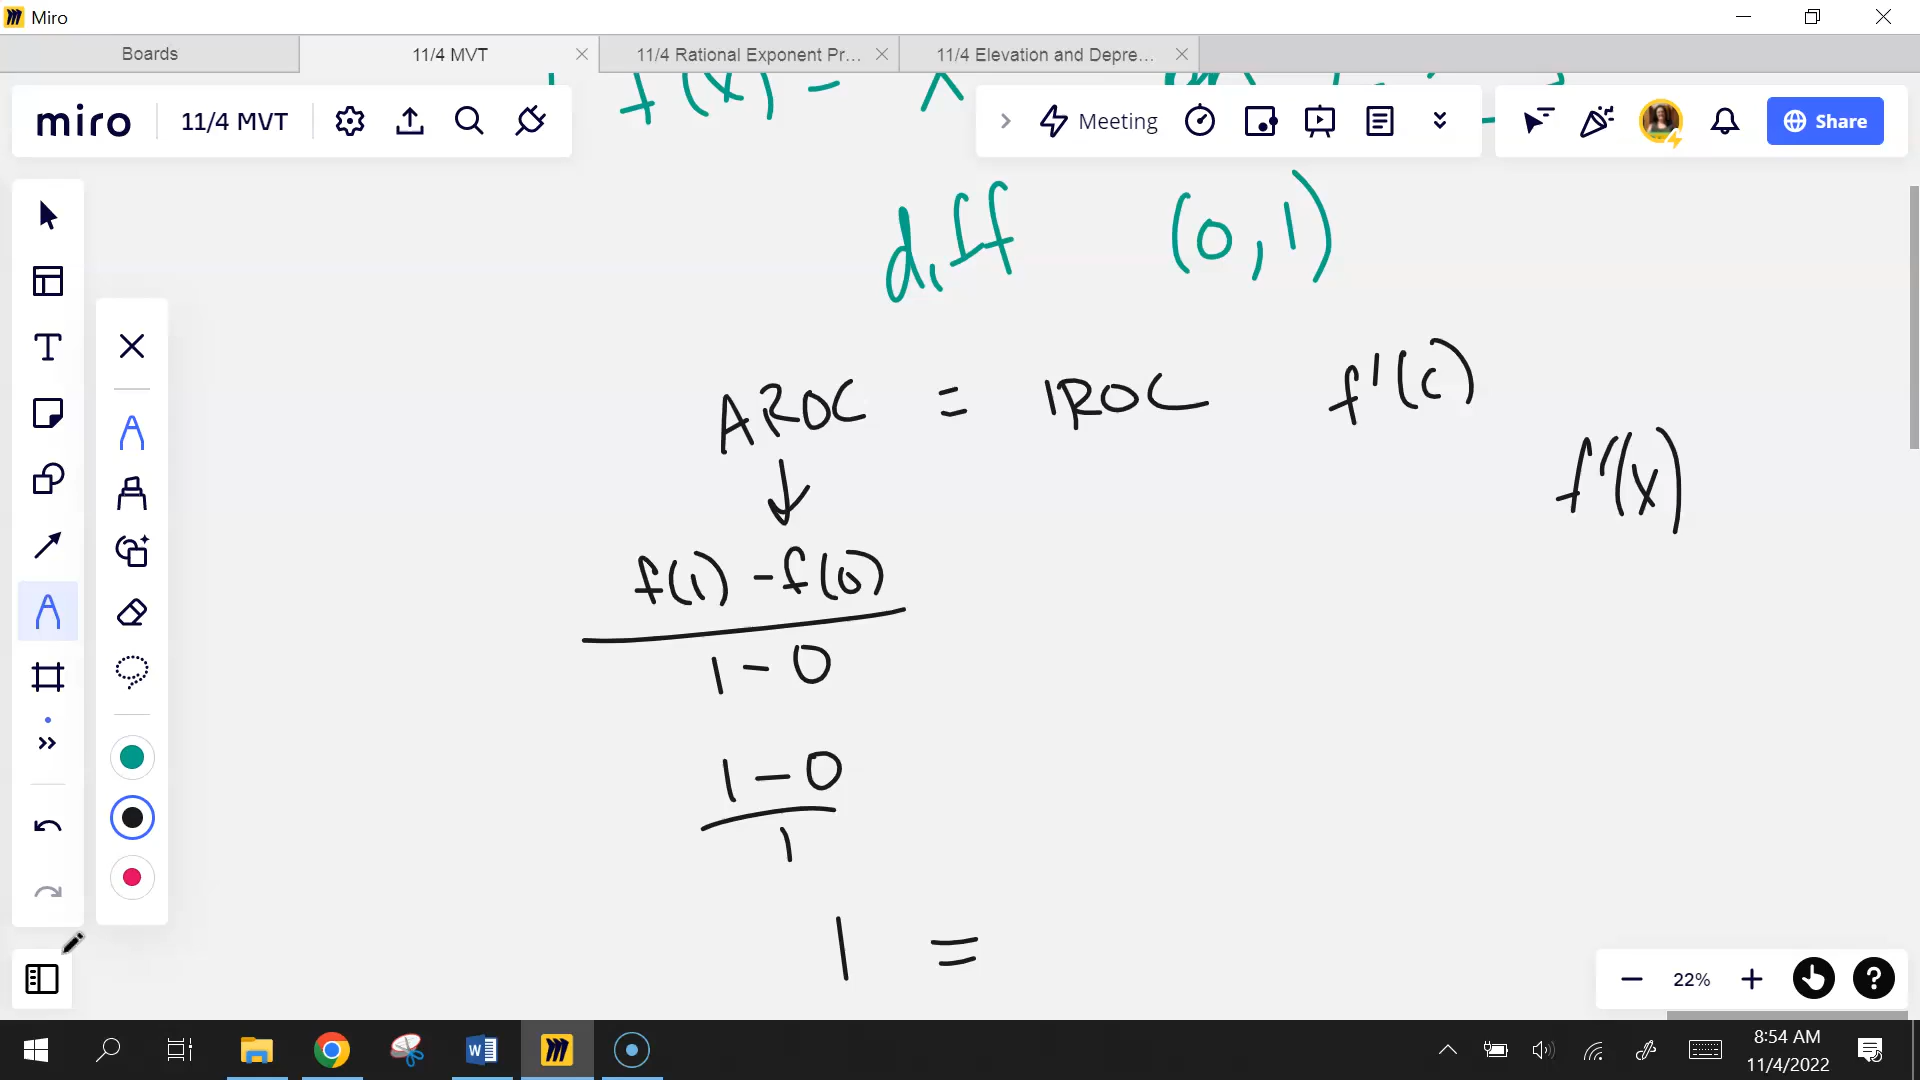 Miro
Boards
11/4 MVT
11/4 Rational Exponent Pr...
11/4 Elevation and Depre...
f(x) =
miro
11/4 MVT
Meeting
Share
diff (0,1)
AROC = IROC f'(c)
f'(x)
f(1) - f(0)
1 - 0
1 - 0
1
1 =
22%
8:54 AM
11/4/2022